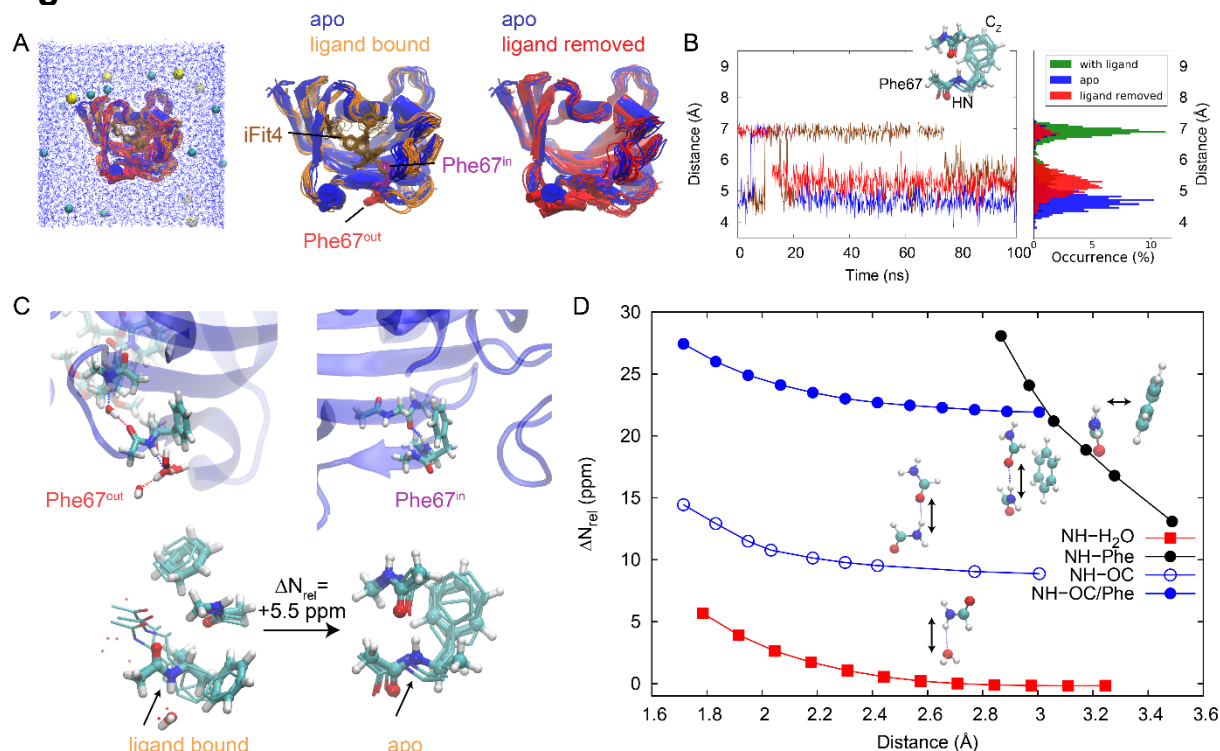 A
apo
ligand bound
apo
ligand removed
iFit4
Phe67in
Phe67out
B
Distance (Å)
9
8
7
6
5
4
0
20
40
60
80
100
Time (ns)
Phe67
HN
CZ
with ligand
apo
ligand removed
9
8
7
6
5
4
Distance (Å)
0
5
10
Occurrence (%)
C
Phe67out
Phe67in
ΔNrel=
+5.5 ppm
ligand bound
apo
D
ΔNrel (ppm)
30
25
20
15
10
5
0
NH-H2O
NH-Phe
NH-OC
NH-OC/Phe
1.6
1.8
2
2.2
2.4
2.6
2.8
3
3.2
3.4
3.6
Distance (Å)